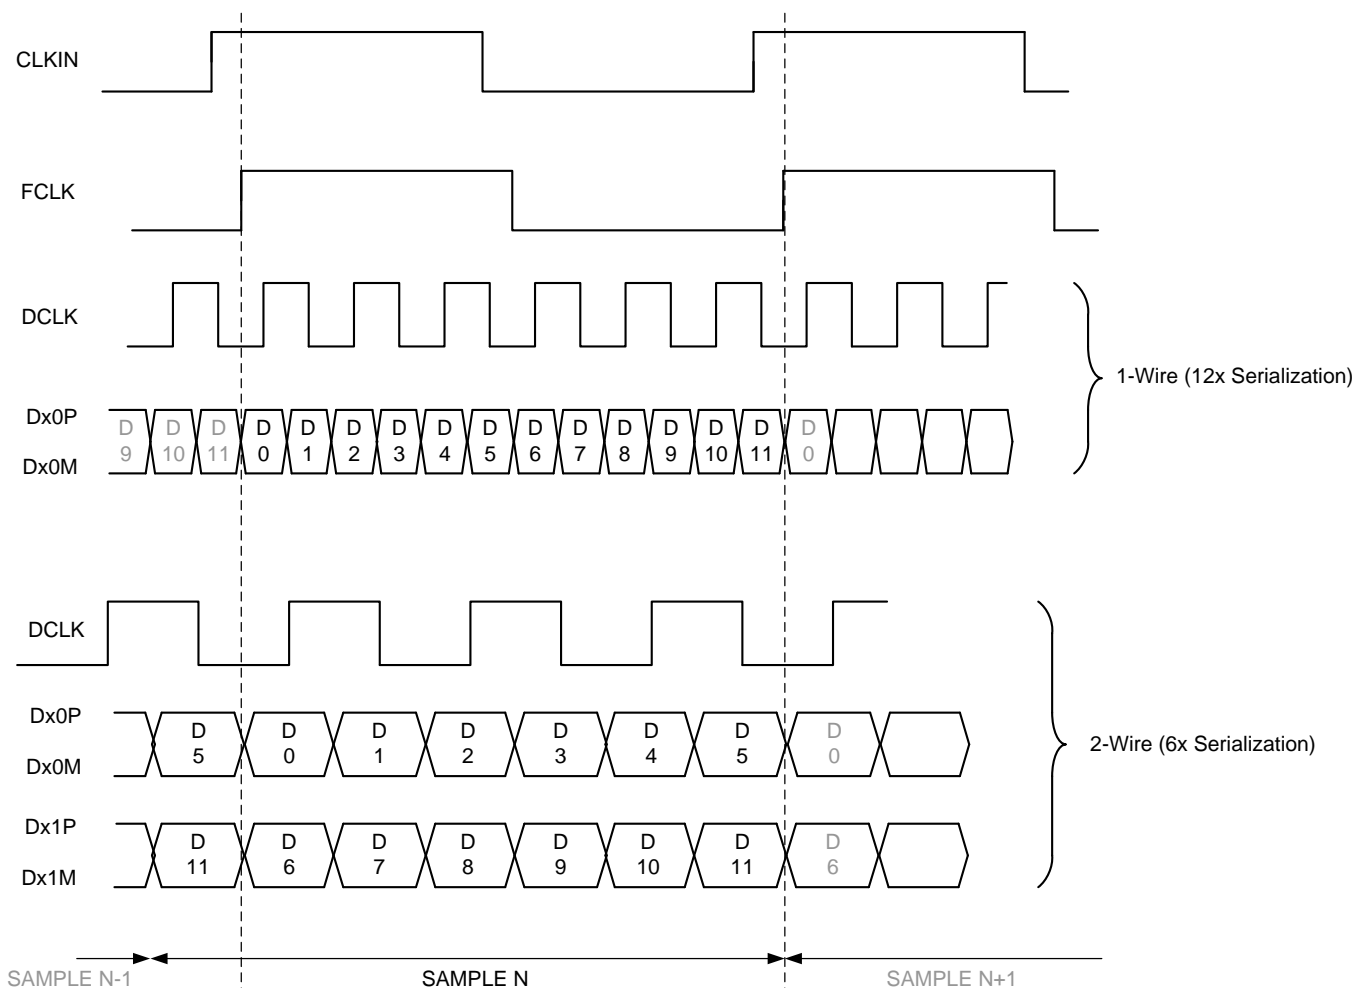 CLKIN
FCLK
DCLK
1-Wire (12x Serialization)
Dx0P
Dx0M
D D D D D D D D D D D D D D D D
9 10 11 0 1 2 3 4 5 6 7 8 9 10 11 0
DCLK
Dx0P
Dx0M
D D D D D D D D
5 0 1 2 3 4 5 0
2-Wire (6x Serialization)
Dx1P
Dx1M
D D D D D D D D
11 6 7 8 9 10 11 6
SAMPLE N-1 SAMPLE N SAMPLE N+1